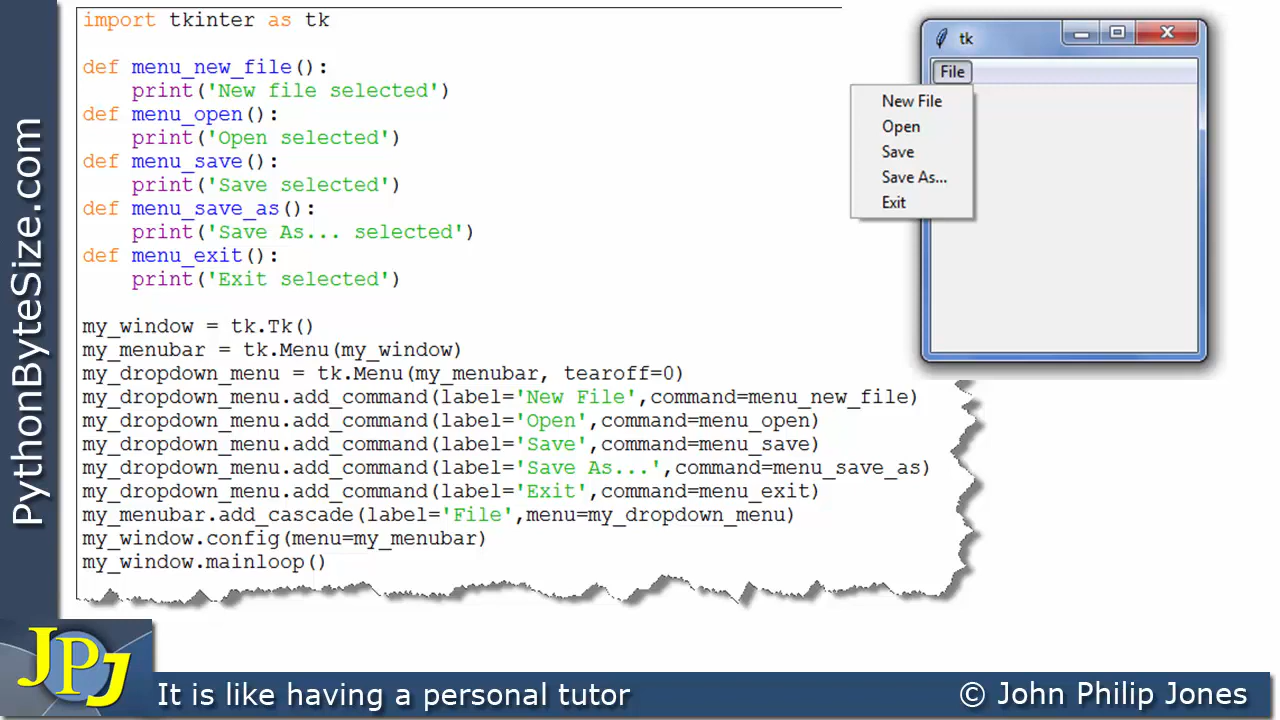 PythonByteSize.com
import tkinter as tk
def menu_new_file():
print('New file selected')
def menu_open():
print('Open selected')
def menu_save():
print('Save selected')
def menu_save_as():
print('Save As... selected')
def menu_exit():
print('Exit selected')
my_window = tk.Tk()
my_menubar = tk.Menu(my_window)
my_dropdown_menu = tk.Menu(my_menubar, tearoff=0)
my_dropdown_menu.add_command(label='New File',command=menu_new_file)
my_dropdown_menu.add_command(label='Open',command=menu_open)
my_dropdown_menu.add_command(label='Save',command=menu_save)
my_dropdown_menu.add_command(label='Save As...',command=menu_save_as)
my_dropdown_menu.add_command(label='Exit',command=menu_exit)
my_menubar.add_cascade(label='File',menu=my_dropdown_menu)
my_window.config(menu=my_menubar)
my_window.mainloop()
tk
File
New File
Open
Save
Save As...
Exit
JPJ
It is like having a personal tutor
© John Philip Jones